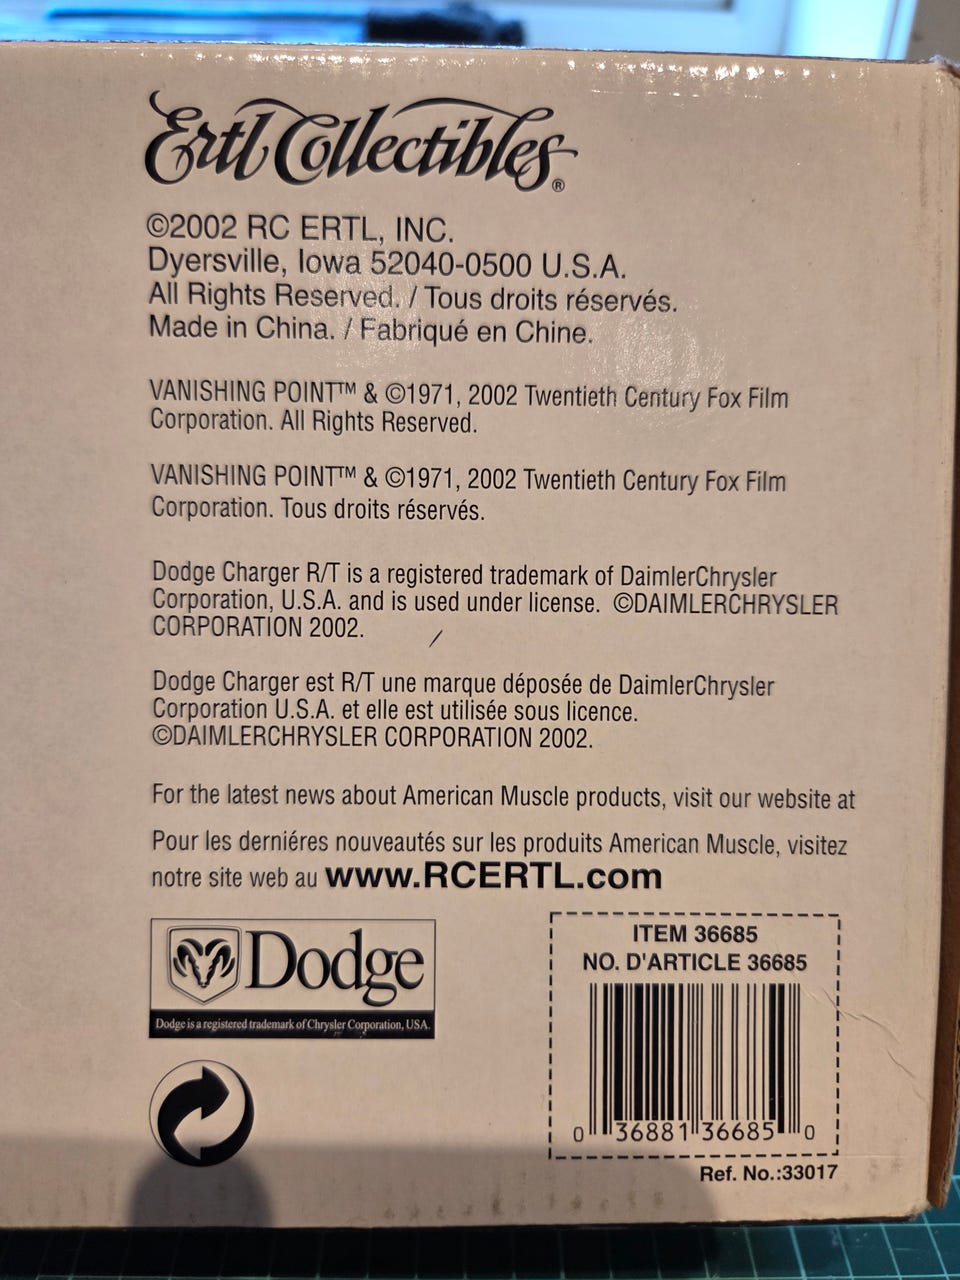 Ertl Collectibles®
©2002 RC ERTL, INC.
Dyersville, Iowa 52040-0500 U.S.A.
All Rights Reserved. / Tous droits réservés.
Made in China. / Fabriqué en Chine.
VANISHING POINT™ & ©1971, 2002 Twentieth Century Fox Film
Corporation. All Rights Reserved.
VANISHING POINT™ & ©1971, 2002 Twentieth Century Fox Film
Corporation. Tous droits réservés.
Dodge Charger R/T is a registered trademark of DaimlerChrysler
Corporation, U.S.A. and is used under license. ©DAIMLERCHRYSLER
CORPORATION 2002.
Dodge Charger est R/T une marque déposée de DaimlerChrysler
Corporation U.S.A. et elle est utilisée sous licence.
©DAIMLERCHRYSLER CORPORATION 2002.
For the latest news about American Muscle products, visit our website at
Pour les derniéres nouveautés sur les produits American Muscle, visitez
notre site web au www.RCERTL.com
Dodge
Dodge is a registered trademark of Chrysler Corporation, USA.
ITEM 36685
NO. D'ARTICLE 36685
0 36881 36685 0
Ref. No.:33017